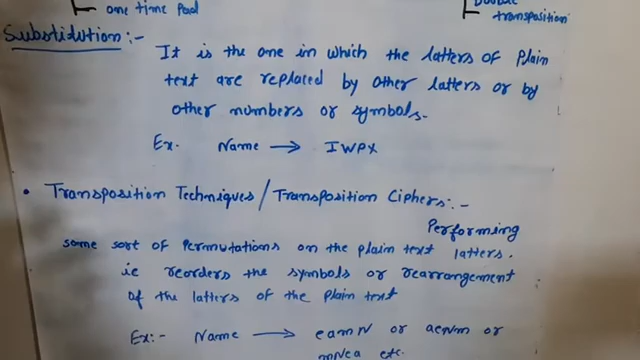 one time Pad
Double
transposition
Substitution:-
It is the one in which the latters of Plain
text are replaced by other latters or by
other numbers or symbols.
Ex. Name → IWPX
• Transposition Techniques / Transposition Ciphers:-
Performing
some sort of Permutations on the plain text latters.
ie reorders the symbols or rearrangement
of the latters of the Plain text
Ex:- Name → eamN or aeNm or
mNea etc.